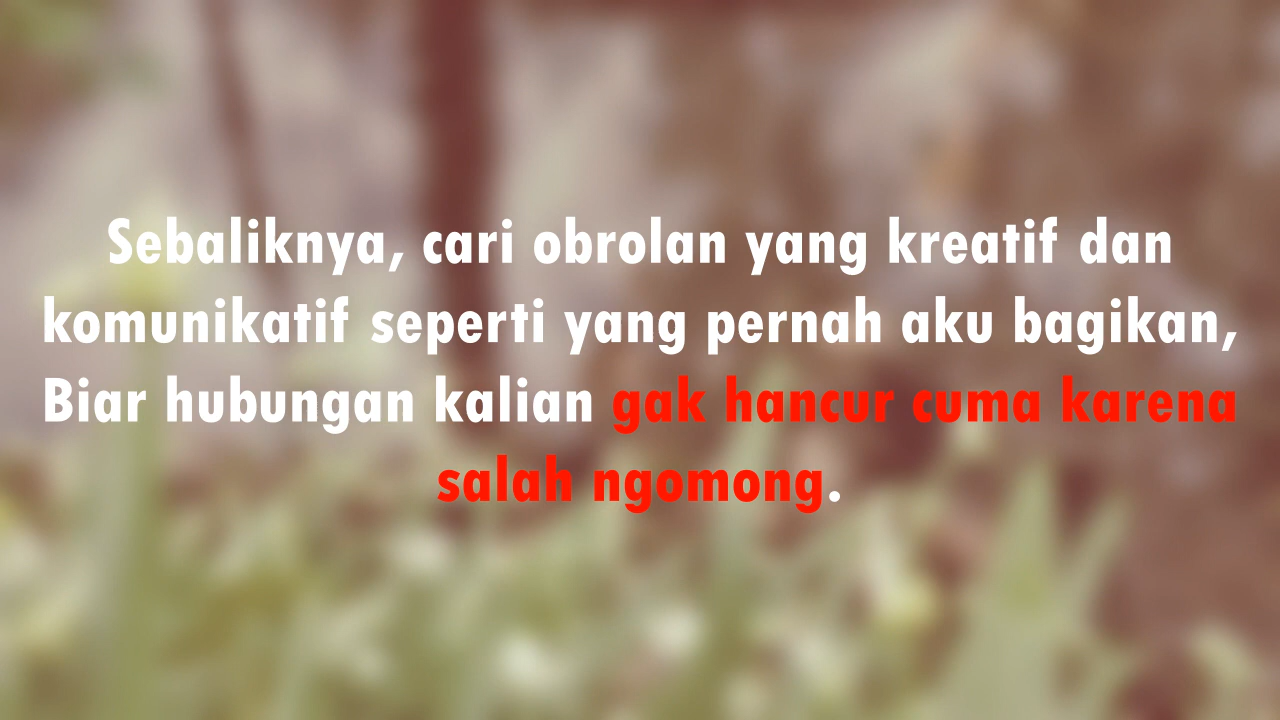 Sebaliknya, cari obrolan yang kreatif dan
komunikatif seperti yang pernah aku bagikan,
Biar hubungan kalian gak hancur cuma karena
salah ngomong.